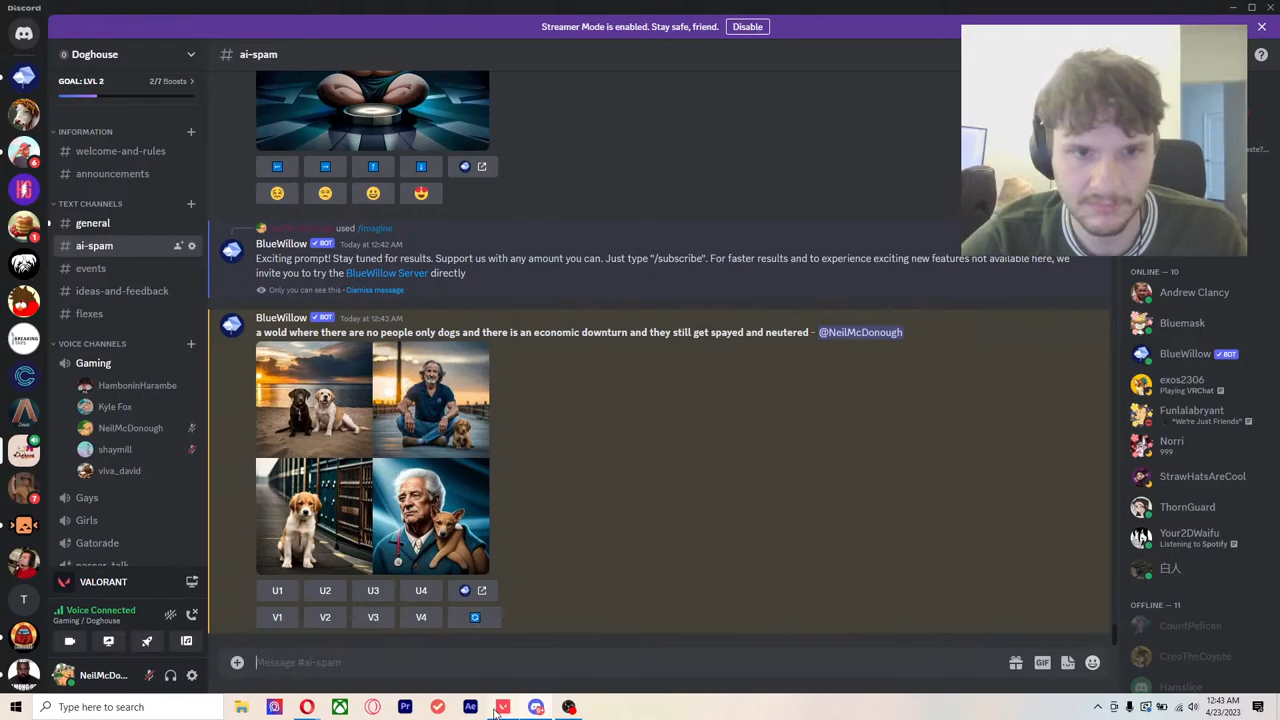 Discord
Streamer Mode is enabled. Stay safe, friend.
Disable
Doghouse
ai-spam
GOAL: LVL 2
2/7 Boosts
INFORMATION
welcome-and-rules
announcements
TEXT CHANNELS
general
ai-spam
events
ideas-and-feedback
flexes
VOICE CHANNELS
Gaming
HamboninHarambe
Kyle Fox
NeilMcDonough
shaymill
viva_david
Gays
Girls
Gatorade
VALORANT
Voice Connected
Gaming / Doghouse
NeilMcDo...
used /imagine
BlueWillow ✓ BOT Today at 12:42 AM
Exciting prompt! Stay tuned for results. Support us with any amount you can. Just type "/subscribe". For faster results and to experience exciting new features not available here, we
invite you to try the BlueWillow Server directly
Only you can see this • Dismiss message
BlueWillow ✓ BOT Today at 12:43 AM
a wold where there are no people only dogs and there is an economic downturn and they still get spayed and neutered - @NeilMcDonough
U1 U2 U3 U4
V1 V2 V3 V4
Message #ai-spam
GIF
ONLINE — 10
Andrew Clancy
Bluemask
BlueWillow ✓ BOT
exos2306
Playing VRChat
Funlalabryant
"We're Just Friends"
Norri
999
StrawHatsAreCool
ThornGuard
Your2DWaifu
Listening to Spotify
白人
OFFLINE — 11
CountPelican
CreoTheCoyote
Hamslice
Type here to search
Pr
Ae
12:43 AM
4/23/2023